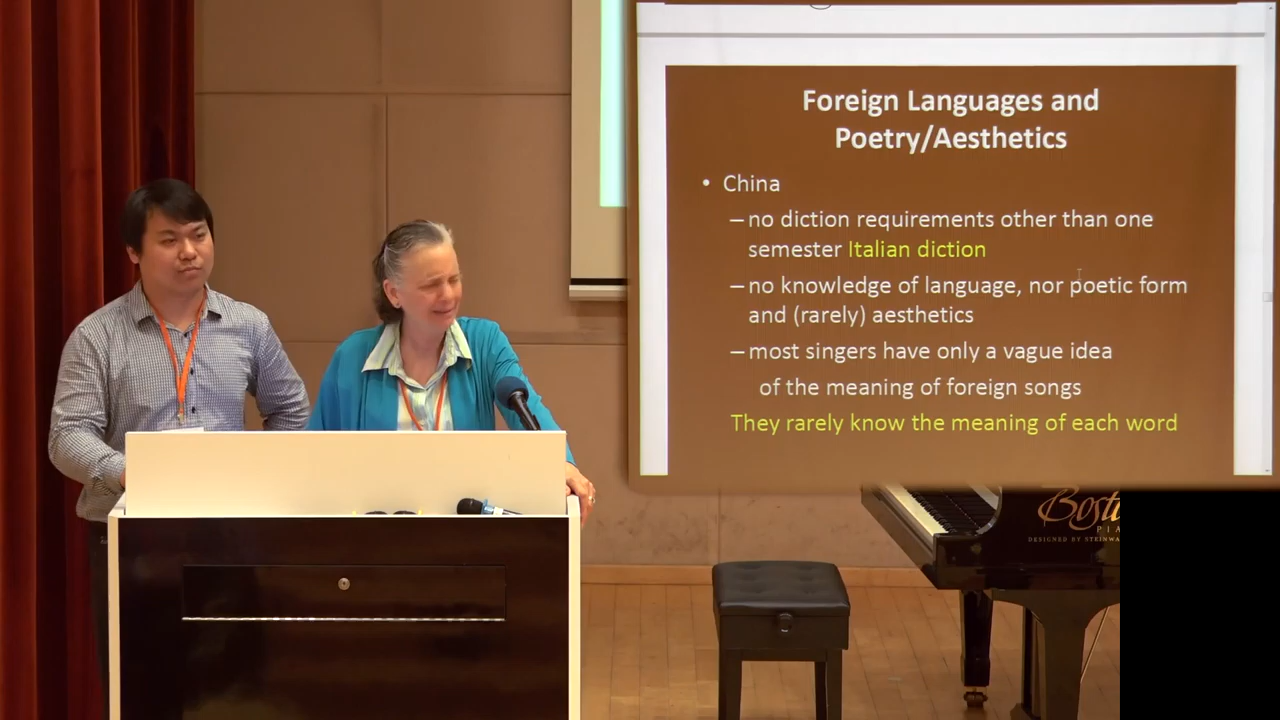 Foreign Languages and
Poetry/Aesthetics
• China
– no diction requirements other than one
semester Italian diction
– no knowledge of language, nor poetic form
and (rarely) aesthetics
– most singers have only a vague idea
of the meaning of foreign songs
They rarely know the meaning of each word
DESIGNED BY